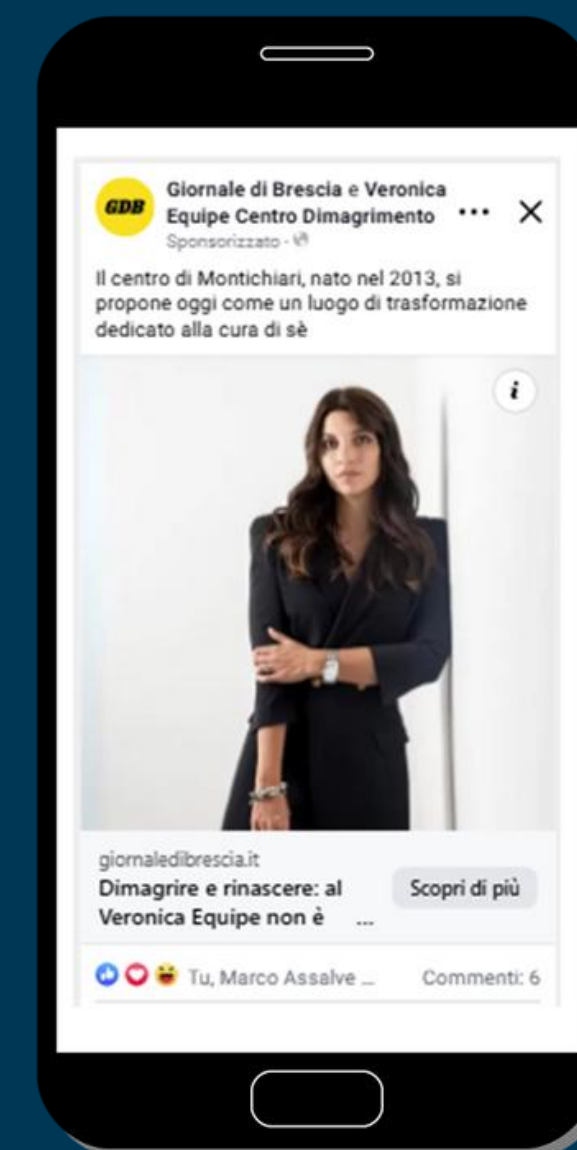 GDB
Giornale di Brescia e Veronica
Equipe Centro Dimagrimento
Sponsorizzato ·
Il centro di Montichiari, nato nel 2013, si
propone oggi come un luogo di trasformazione
dedicato alla cura di sè
i
giornaledibrescia.it
Dimagrire e rinascere: al
Veronica Equipe non è ...
Scopri di più
Tu, Marco Assalve ...
Commenti: 6